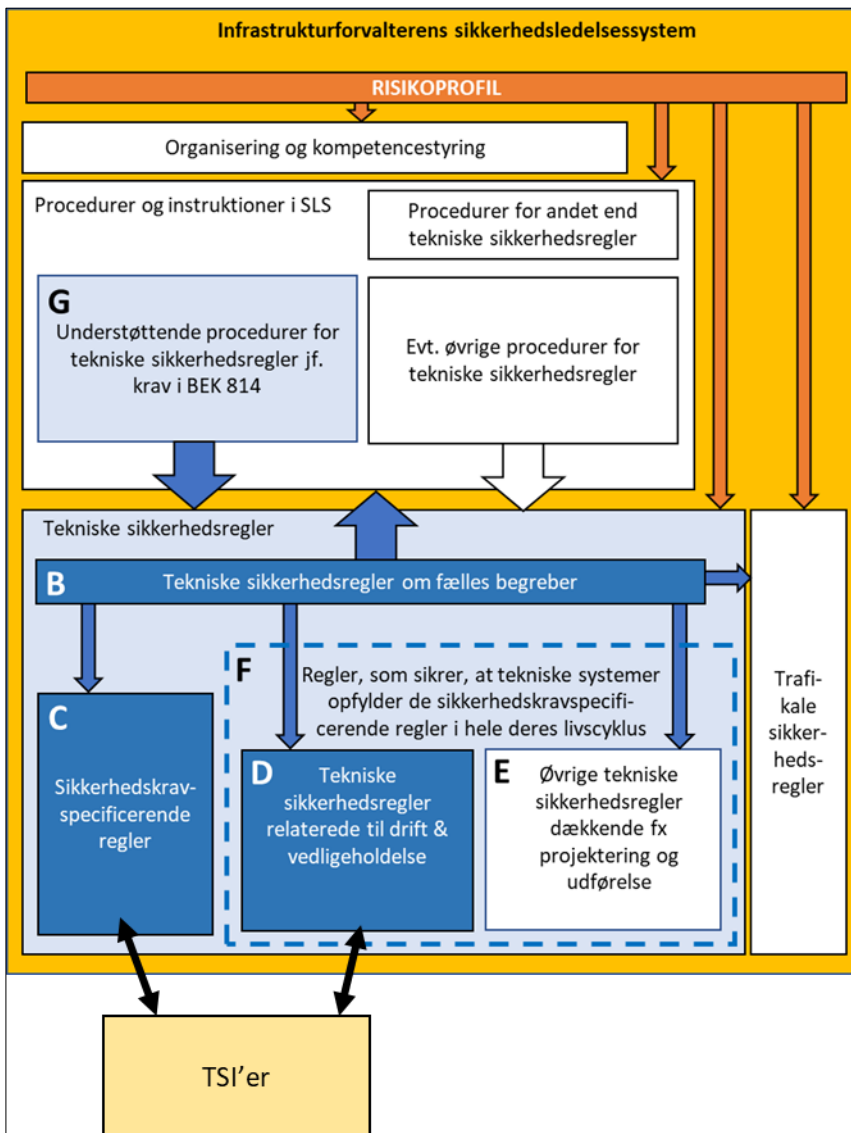 Infrastrukturforvalterens sikkerhedsledelsessystem
RISIKOPROFIL
Organisering og kompetencestyring
Procedurer og instruktioner i SLS
Procedurer for andet end
tekniske sikkerhedsregler
G
Understøttende procedurer for
tekniske sikkerhedsregler jf.
krav i BEK 814
Evt. øvrige procedurer for
tekniske sikkerhedsregler
Tekniske sikkerhedsregler
B
Tekniske sikkerhedsregler om fælles begreber
C
Sikkerhedskrav-
specificerende
regler
F
Regler, som sikrer, at tekniske systemer
opfylder de sikkerhedskravspecifi-
cerende regler i hele deres livscyklus
D
Tekniske
sikkerhedsregler
relaterede til drift &
vedligeholdelse
E
Øvrige tekniske
sikkerhedsregler
dækkende fx
projektering og
udførelse
Trafi-
kale
sikker-
heds-
regler
TSI’er